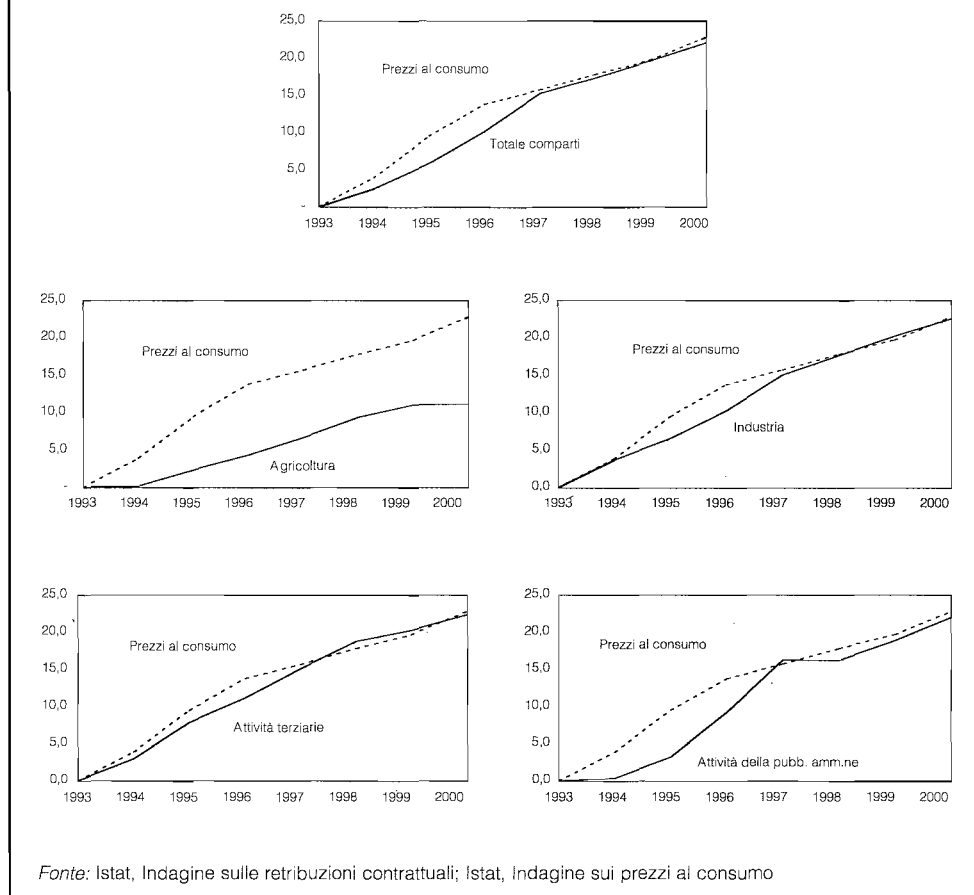 25,0
20,0
Prezzi al consumo
15,0
10,0
Totale comparti
5,0
-
1993 1994 1995 1996 1997 1998 1999 2000
25,0
20,0
Prezzi al consumo
15,0
10,0
5,0
Agricoltura
-
1993 1994 1995 1996 1997 1998 1999 2000
25,0
20,0
Prezzi al consumo
15,0
10,0
Industria
5,0
0,0
1993 1994 1995 1996 1997 1998 1999 2000
25,0
20,0
Prezzi al consumo
15,0
10,0
Attività terziarie
5,0
0,0
1993 1994 1995 1996 1997 1998 1999 2000
25,0
20,0
Prezzi al consumo
15,0
10,0
5,0
Attività della pubb. amm.ne
0,0
1993 1994 1995 1996 1997 1998 1999 2000
Fonte: Istat, Indagine sulle retribuzioni contrattuali; Istat, Indagine sui prezzi al consumo